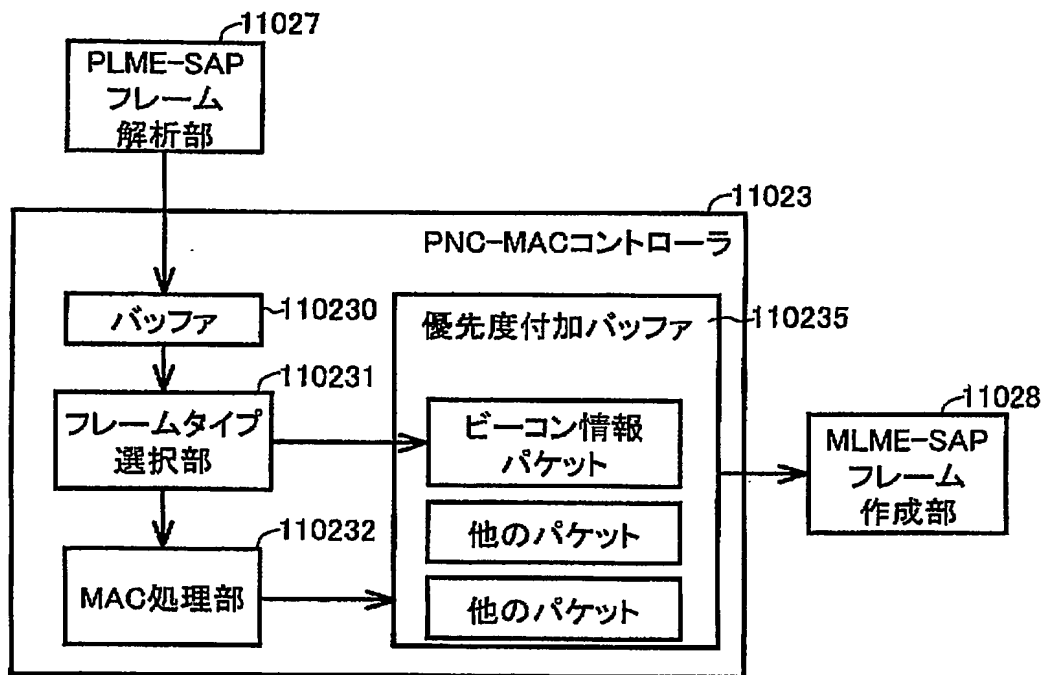 11027
PLME-SAP
フレーム
解析部
11023
PNC-MACコントローラ
バッファ
110230
優先度付加バッファ
110235
110231
フレームタイプ
選択部
ビーコン情報
パケット
11028
MLME-SAP
フレーム
作成部
他のパケット
110232
MAC処理部
他のパケット